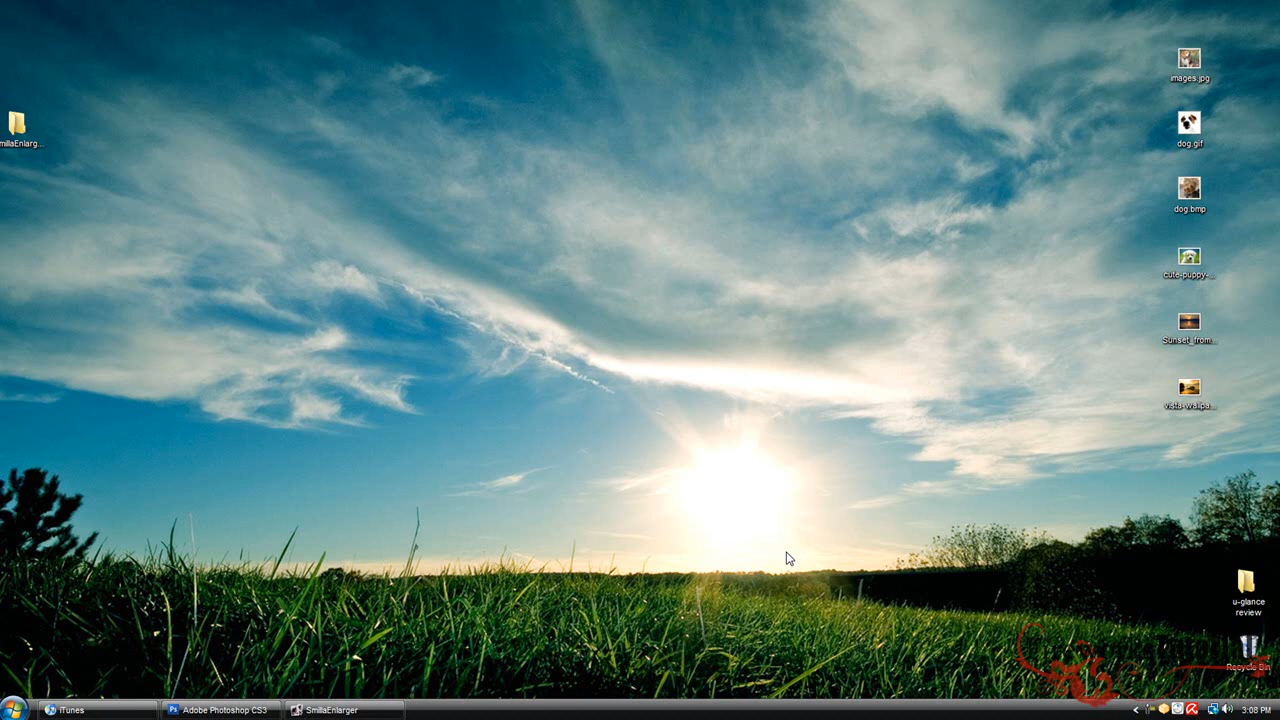 images.jpg
dog.gif
dog.bmp
cute-puppy-...
Sunset_from...
vista-wallpa...
millaEnlarg...
u-glance
review
Recycle Bin
iTunes
Adobe Photoshop CS3
SmillaEnlarger
3:08 PM